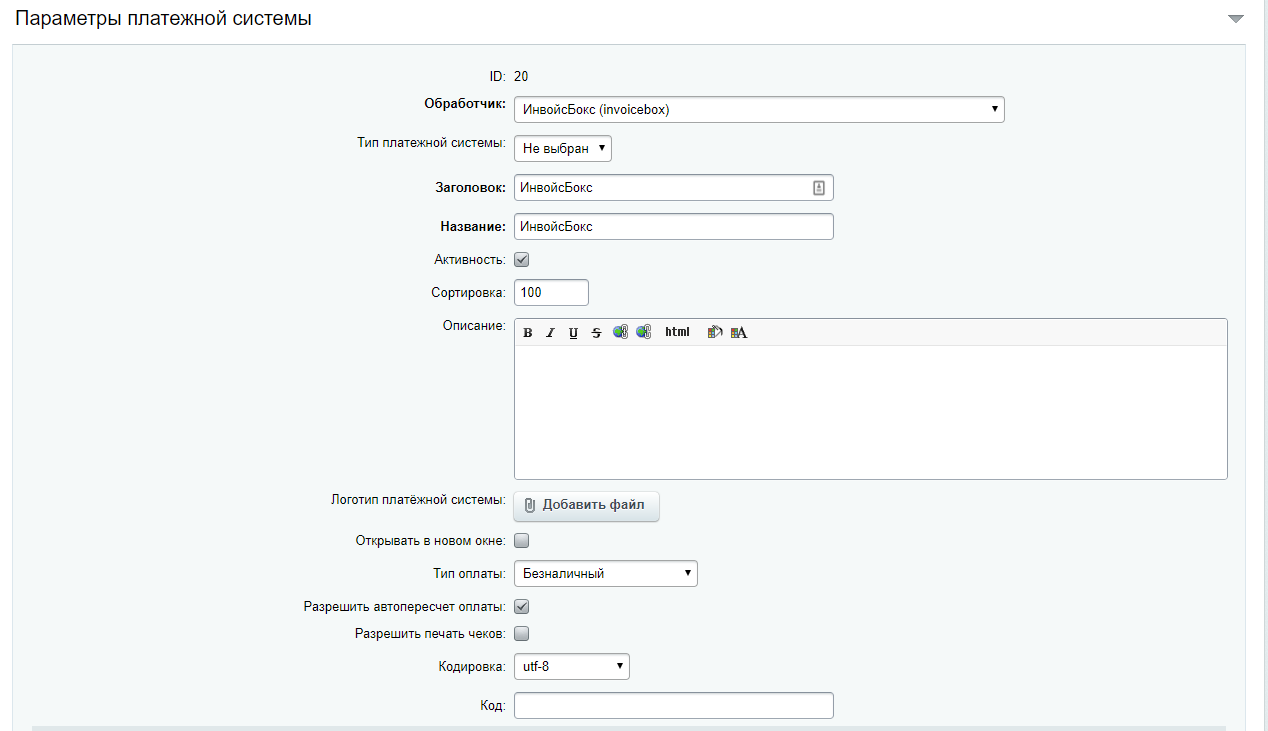 Параметры платежной системы
ID: 20
Обработчик: ИнвойсБокс (invoicebox)
Тип платежной системы: Не выбран
Заголовок: ИнвойсБокс
Название: ИнвойсБокс
Активность:
Сортировка: 100
Описание: B I U S html A
Логотип платёжной системы: Добавить файл
Открывать в новом окне:
Тип оплаты: Безналичный
Разрешить автопересчет оплаты:
Разрешить печать чеков:
Кодировка: utf-8
Код: